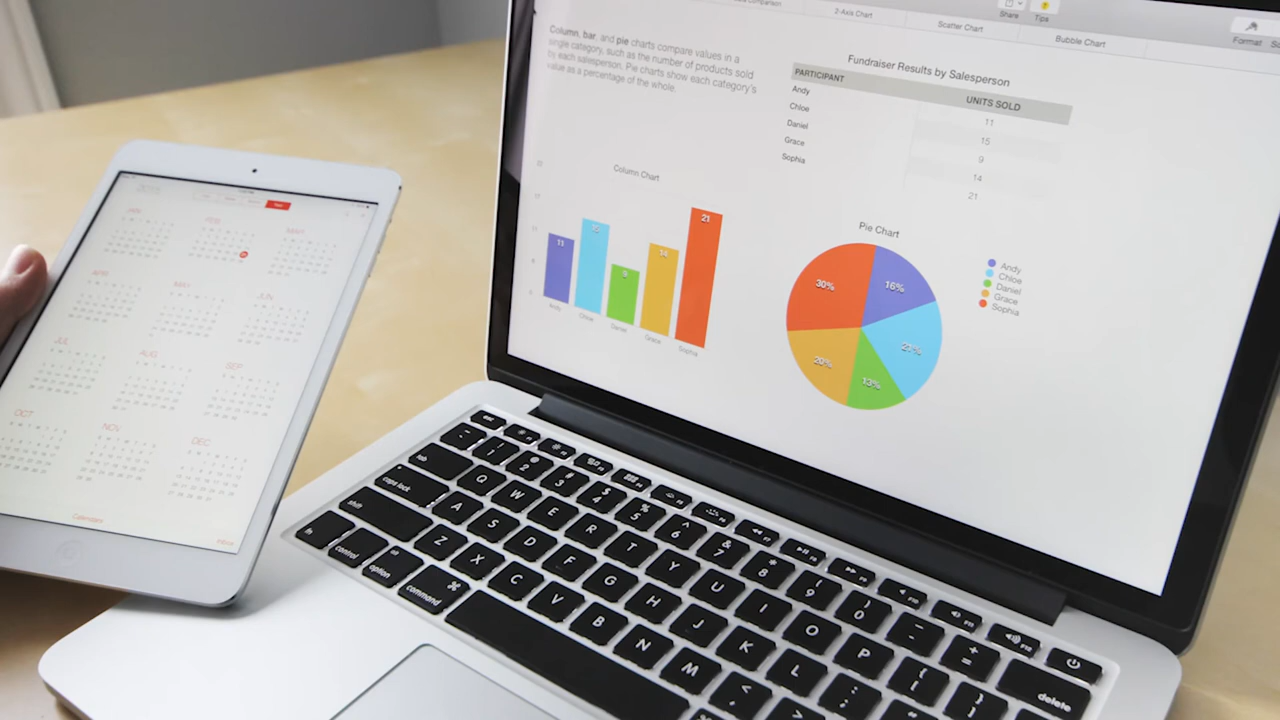 2-Axis Chart
Scatter Chart
Bubble Chart
Share
Tips
Format
Column, bar, and pie charts compare values in a
single category, such as the number of products sold
by each salesperson. Pie charts show each category's
value as a percentage of the whole.
Fundraiser Results by Salesperson
PARTICIPANT UNITS SOLD
Andy 11
Chloe 15
Daniel 9
Grace 14
Sophia 21
Column Chart
11
15
9
14
21
Andy Chloe Daniel Grace Sophia
Pie Chart
30% 16%
21%
20%
13%
Andy
Chloe
Daniel
Grace
Sophia
JAN FEB MAR
APR MAY JUN
JUL AUG SEP
OCT NOV DEC
Calendars Inbox
esc
1 2 3 4 5 6 7 8 9 0
tab Q W E R T Y U I O P
caps lock A S D F G H J K L
shift Z X C V B N M
fn control option command
delete